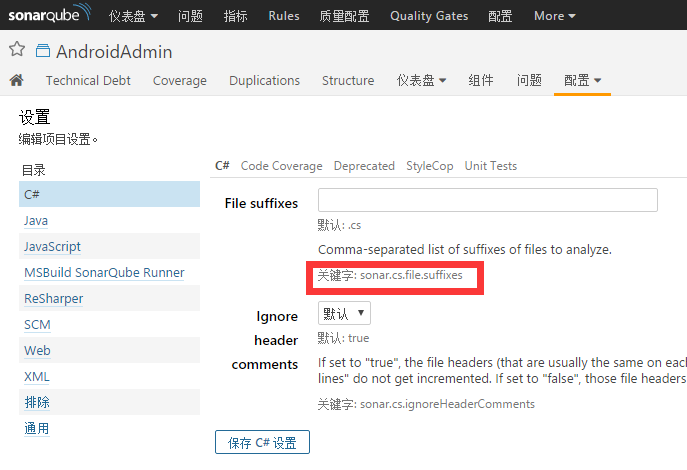 sonarqube 仪表盘 问题 指标 Rules 质量配置 Quality Gates 配置 More
AndroidAdmin
Technical Debt Coverage Duplications Structure 仪表盘 组件 问题 配置
设置
编辑项目设置。
目录
C#
Java
JavaScript
MSBuild SonarQube Runner
ReSharper
SCM
Web
XML
排除
通用
C# Code Coverage Deprecated StyleCop Unit Tests
File suffixes
默认: .cs
Comma-separated list of suffixes of files to analyze.
关键字: sonar.cs.file.suffixes
Ignore
header
comments
默认
默认: true
If set to "true", the file headers (that are usually the same on eac
lines" do not get incremented. If set to "false", those file headers
关键字: sonar.cs.ignoreHeaderComments
保存 C# 设置